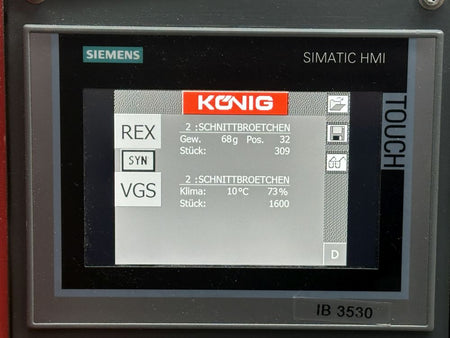 SIEMENS
SIMATIC HMI
TOUCH
KÖNIG
REX
2 :SCHNITTBROETCHEN
Gew. 68g Pos. 32
Stück: 309
SYN
VGS
2 :SCHNITTBROETCHEN
Klima: 10°C 73%
Stück: 1600
D
IB 3530